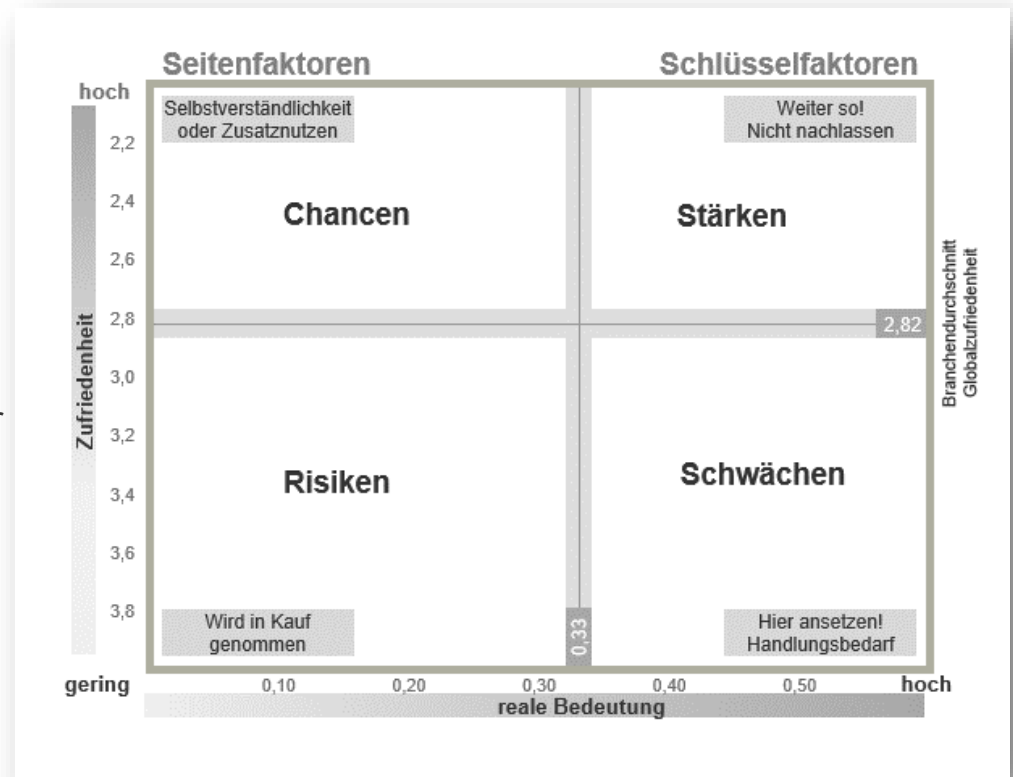 Seitenfaktoren
Schlüsselfaktoren
hoch
Selbstverständlichkeit
oder Zusatznutzen
Weiter so!
Nicht nachlassen
2,2
2,4
Chancen
Stärken
2,6
2,8
2,82
Branchendurchschnitt
Globalzufriedenheit
Zufriedenheit
3,0
3,2
3,4
Risiken
Schwächen
3,6
3,8
Wird in Kauf
genommen
0,33
Hier ansetzen!
Handlungsbedarf
gering
0,10
0,20
0,30
0,40
0,50
hoch
reale Bedeutung